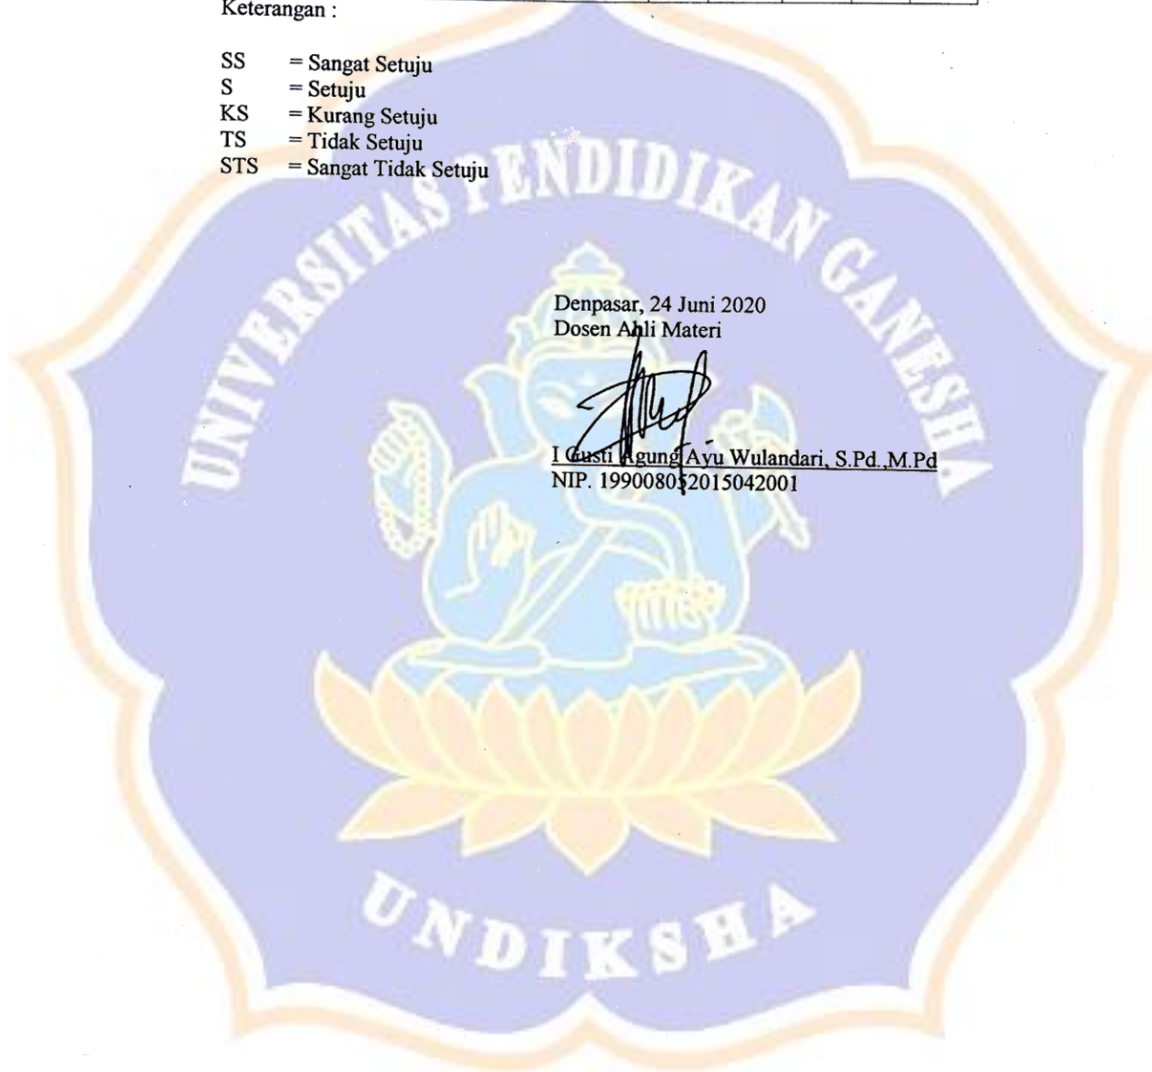 Keterangan :
SS = Sangat Setuju
S = Setuju
KS = Kurang Setuju
TS = Tidak Setuju
STS = Sangat Tidak Setuju
UNIVERSITAS PENDIDIKAN GANESHA
Denpasar, 24 Juni 2020
Dosen Ahli Materi
I Gusti Agung Ayu Wulandari, S.Pd.,M.Pd
NIP. 199008052015042001
UNDIKSHA